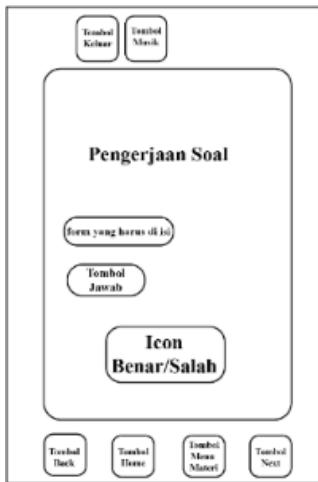 Tombol
Keluar
Tombol
Musik
Pengerjaan Soal
form yang harus di isi
Tombol
Jawab
Icon
Benar/Salah
Tombol
Back
Tombol
Home
Tombol
Menu
Materi
Tombol
Next